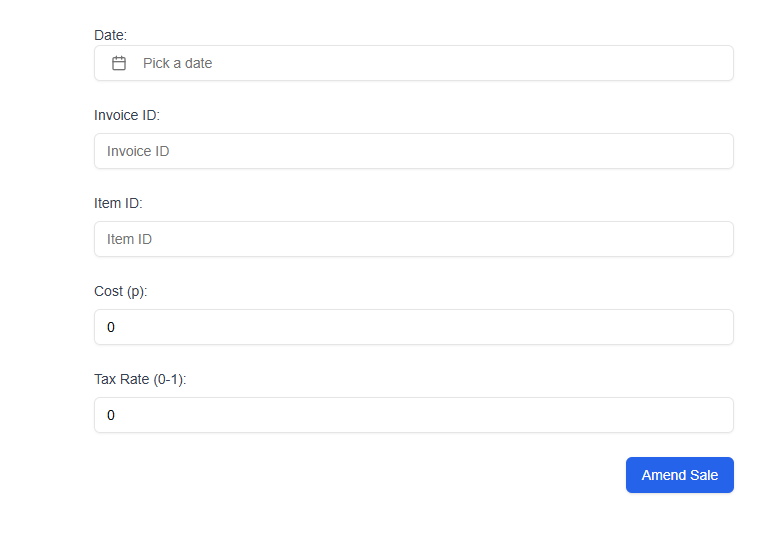 Date:
Pick a date
Invoice ID:
Invoice ID
Item ID:
Item ID
Cost (p):
0
Tax Rate (0-1):
0
Amend Sale